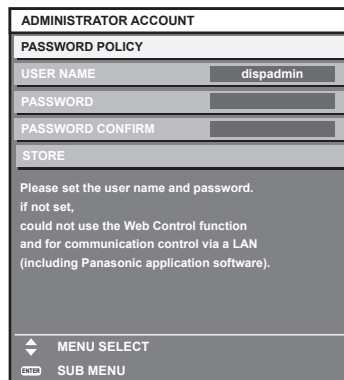 ADMINISTRATOR ACCOUNT
PASSWORD POLICY
USER NAME dispadmin
PASSWORD
PASSWORD CONFIRM
STORE
Please set the user name and password.
if not set,
could not use the Web Control function
and for communication control via a LAN
(including Panasonic application software).
MENU SELECT
ENTER SUB MENU